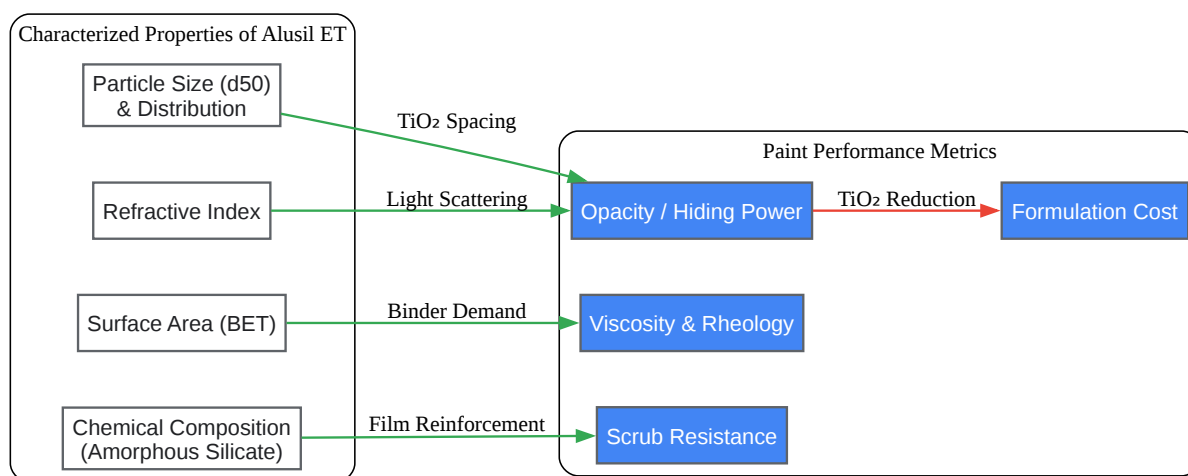 Characterized Properties of Alusil ET
Particle Size (d50)
& Distribution
TiO₂ Spacing
Paint Performance Metrics
Refractive Index
Light Scattering
Opacity / Hiding Power
TiO₂ Reduction
Formulation Cost
Surface Area (BET)
Binder Demand
Viscosity & Rheology
Chemical Composition
(Amorphous Silicate)
Film Reinforcement
Scrub Resistance